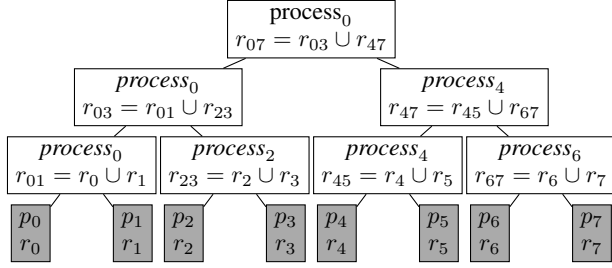 process₀
r₀₇ = r₀₃ ∪ r₄₇
process₀
r₀₃ = r₀₁ ∪ r₂₃
process₄
r₄₇ = r₄₅ ∪ r₆₇
process₀
r₀₁ = r₀ ∪ r₁
process₂
r₂₃ = r₂ ∪ r₃
process₄
r₄₅ = r₄ ∪ r₅
process₆
r₆₇ = r₆ ∪ r₇
p₀
r₀
p₁
r₁
p₂
r₂
p₃
r₃
p₄
r₄
p₅
r₅
p₆
r₆
p₇
r₇